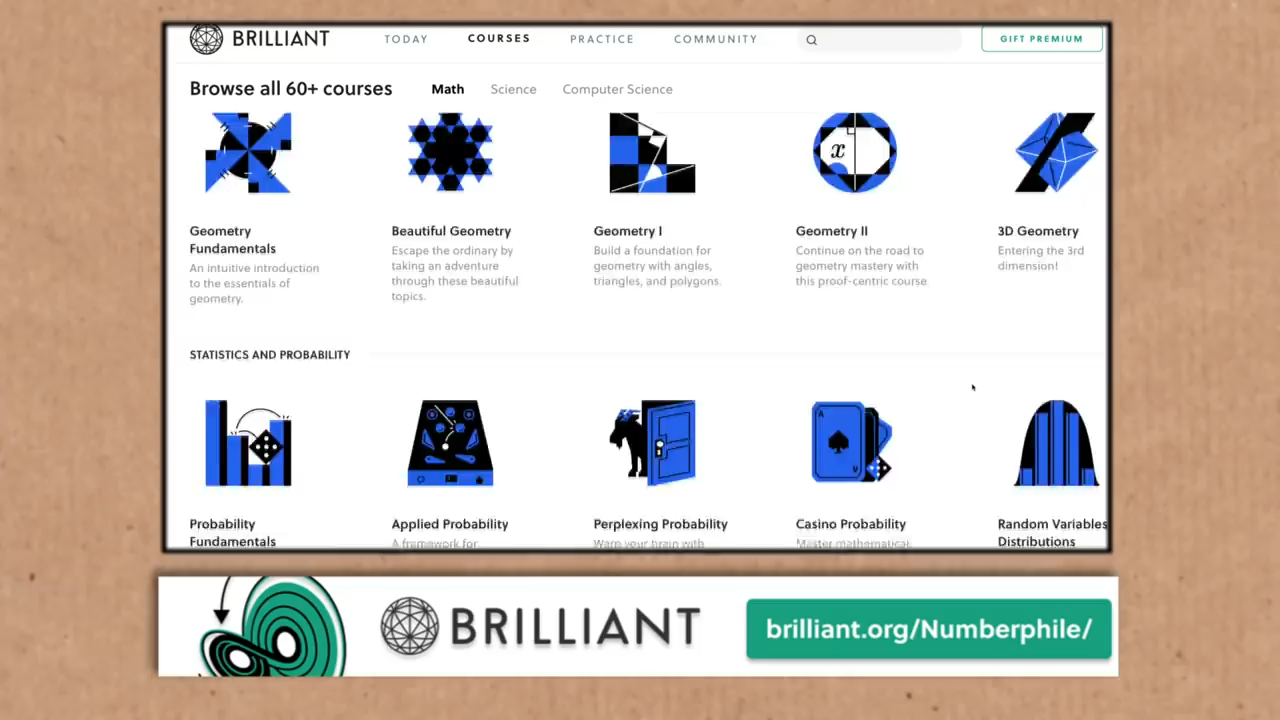 BRILLIANT
TODAY
COURSES
PRACTICE
COMMUNITY
GIFT PREMIUM
Browse all 60+ courses
Math
Science
Computer Science
x
Geometry
Fundamentals
An intuitive introduction
to the essentials of
geometry.
Beautiful Geometry
Escape the ordinary by
taking an adventure
through these beautiful
topics.
Geometry I
Build a foundation for
geometry with angles,
triangles, and polygons.
Geometry II
Continue on the road to
geometry mastery with
this proof-centric course
3D Geometry
Entering the 3rd
dimension!
STATISTICS AND PROBABILITY
A
Probability
Fundamentals
Applied Probability
A framework for
Perplexing Probability
Warp your brain with
Casino Probability
Master mathematical
Random Variables
Distributions
BRILLIANT
brilliant.org/Numberphile/